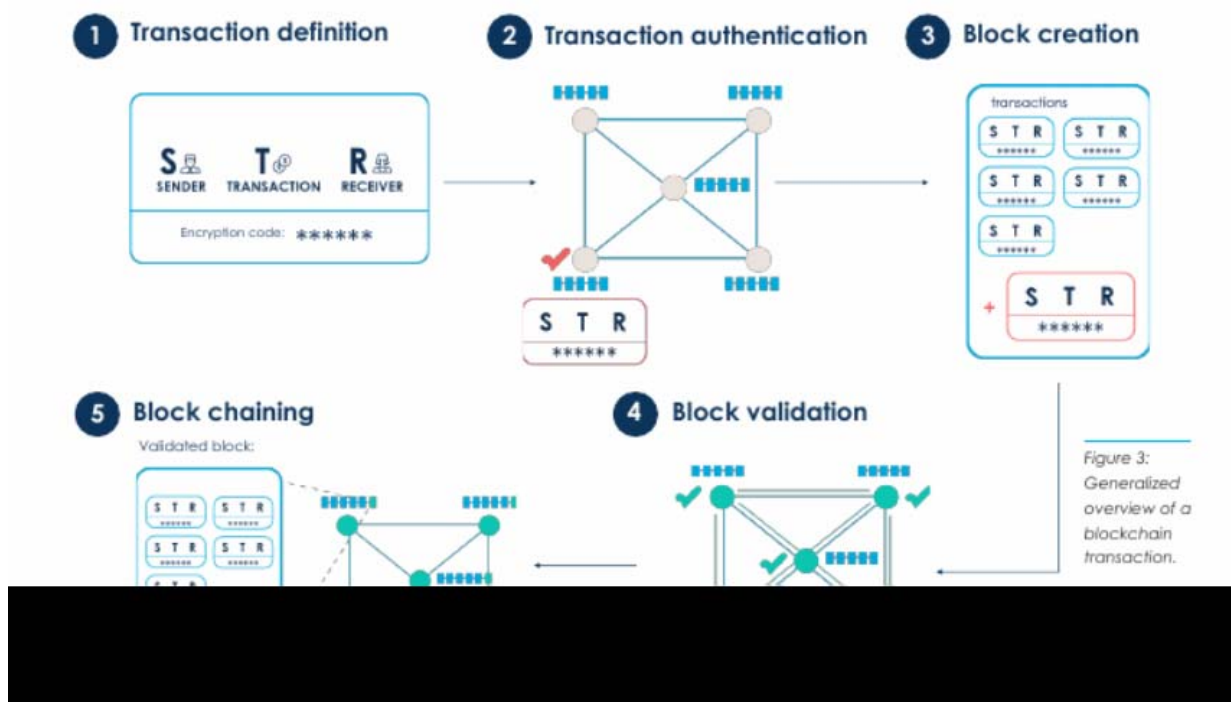 1 Transaction definition
S T R
SENDER TRANSACTION RECEIVER
Encryption code: ******
2 Transaction authentication
S T R
******
3 Block creation
transactions
S T R S T R
****** ******
S T R S T R
****** ******
S T R
******
+ S T R
******
4 Block validation
5 Block chaining
Validated block:
S T R S T R
****** ******
S T R S T R
****** ******
S T R
Figure 3:
Generalized
overview of a
blockchain
transaction.